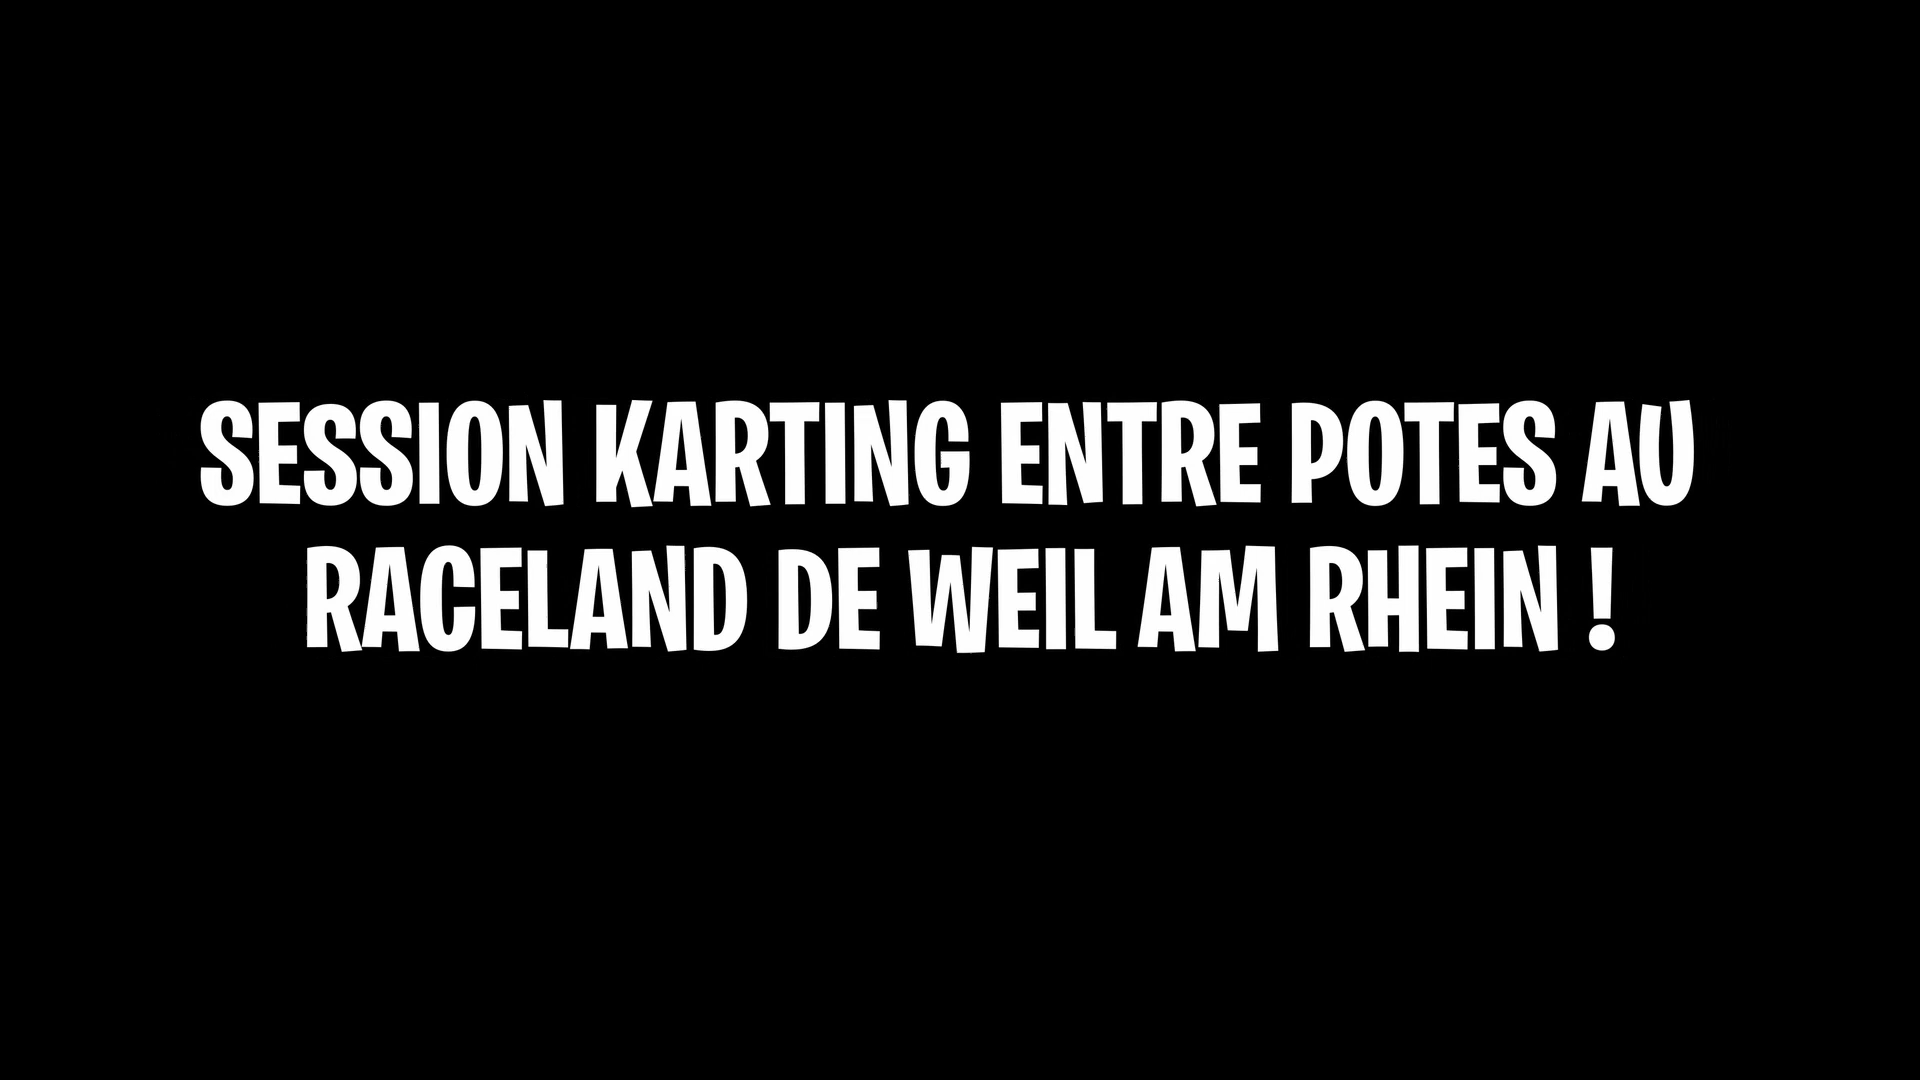 SESSION KARTING ENTRE POTES AU
RACELAND DE WEIL AM RHEIN !